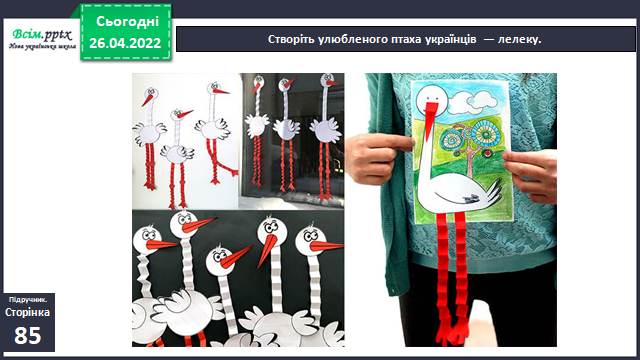 Всім.pptx
Нова українська школа
Сьогодні
26.04.2022
Створіть улюбленого птаха українців — лелеку.
Підручник.
Сторінка
85